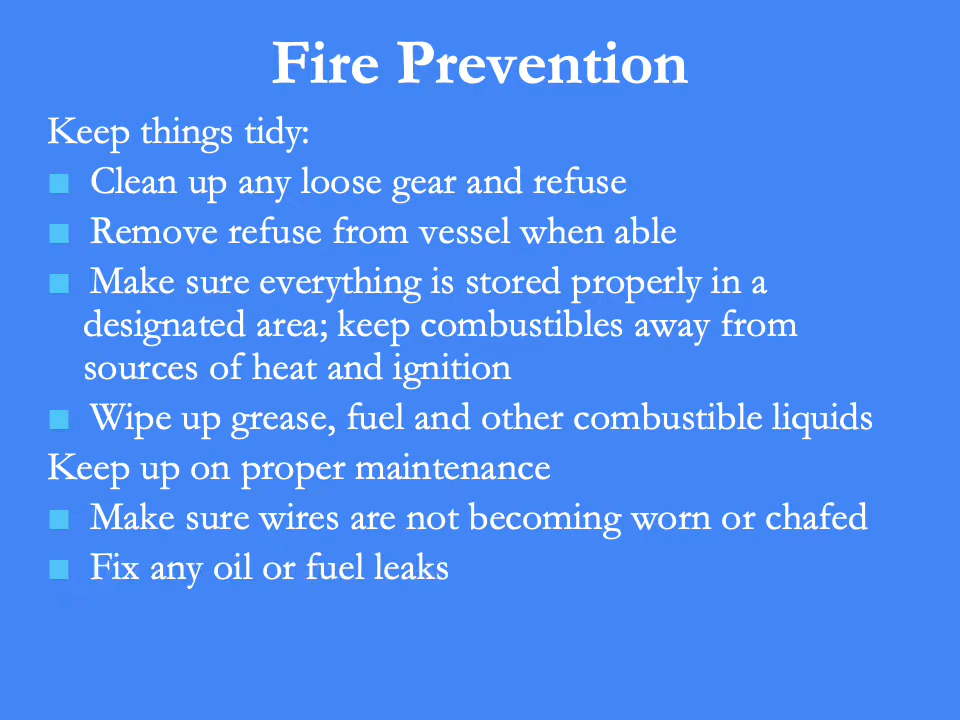 Fire Prevention
Keep things tidy:
■ Clean up any loose gear and refuse
■ Remove refuse from vessel when able
■ Make sure everything is stored properly in a
designated area; keep combustibles away from
sources of heat and ignition
■ Wipe up grease, fuel and other combustible liquids
Keep up on proper maintenance
■ Make sure wires are not becoming worn or chafed
■ Fix any oil or fuel leaks